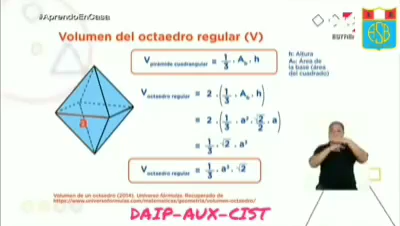 #AprendoEnCasa
Volumen del octaedro regular (V)
V pirámide cuadrangular = 1/3 . A_b . h
h: Altura
A_b: Área de
la base (área
del cuadrado)
V octaedro regular = 2 . (1/3 . A_b . h)
= 2 . (1/3 . a² . √2/2 . a)
= 1/3 . √2 . a³
V octaedro regular = 1/3 . a³ . √2
a
Volumen de un octaedro (2014). Universo Fórmulas. Recuperado de
https://www.universoformulas.com/matematicas/geometria/volumen-octaedro/
DAIP-AUX-CIST